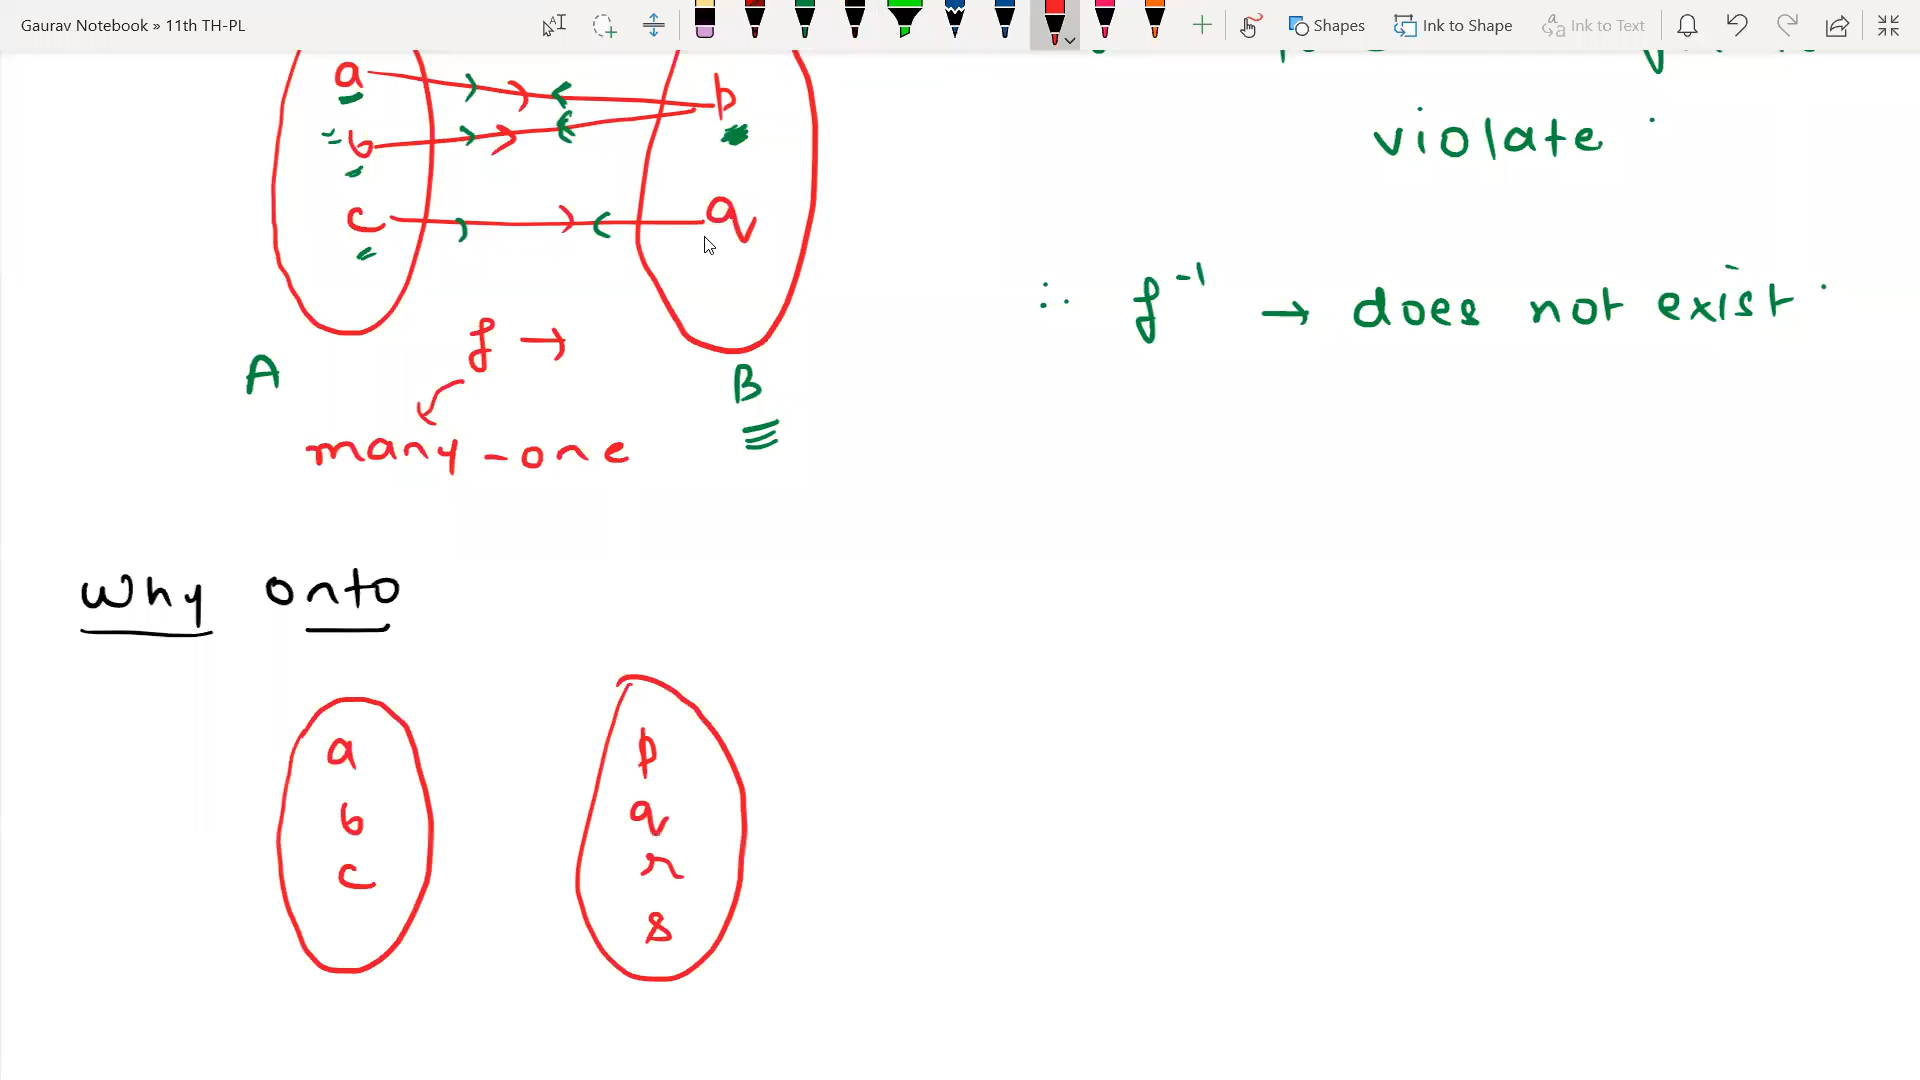 Gaurav Notebook » 11th TH-PL
Shapes
Ink to Shape
Ink to Text
a
b
c
p
q
violate
∴ f⁻¹ → does not exist.
f →
A
B
many-one
Why onto
a
b
c
p
q
r
s